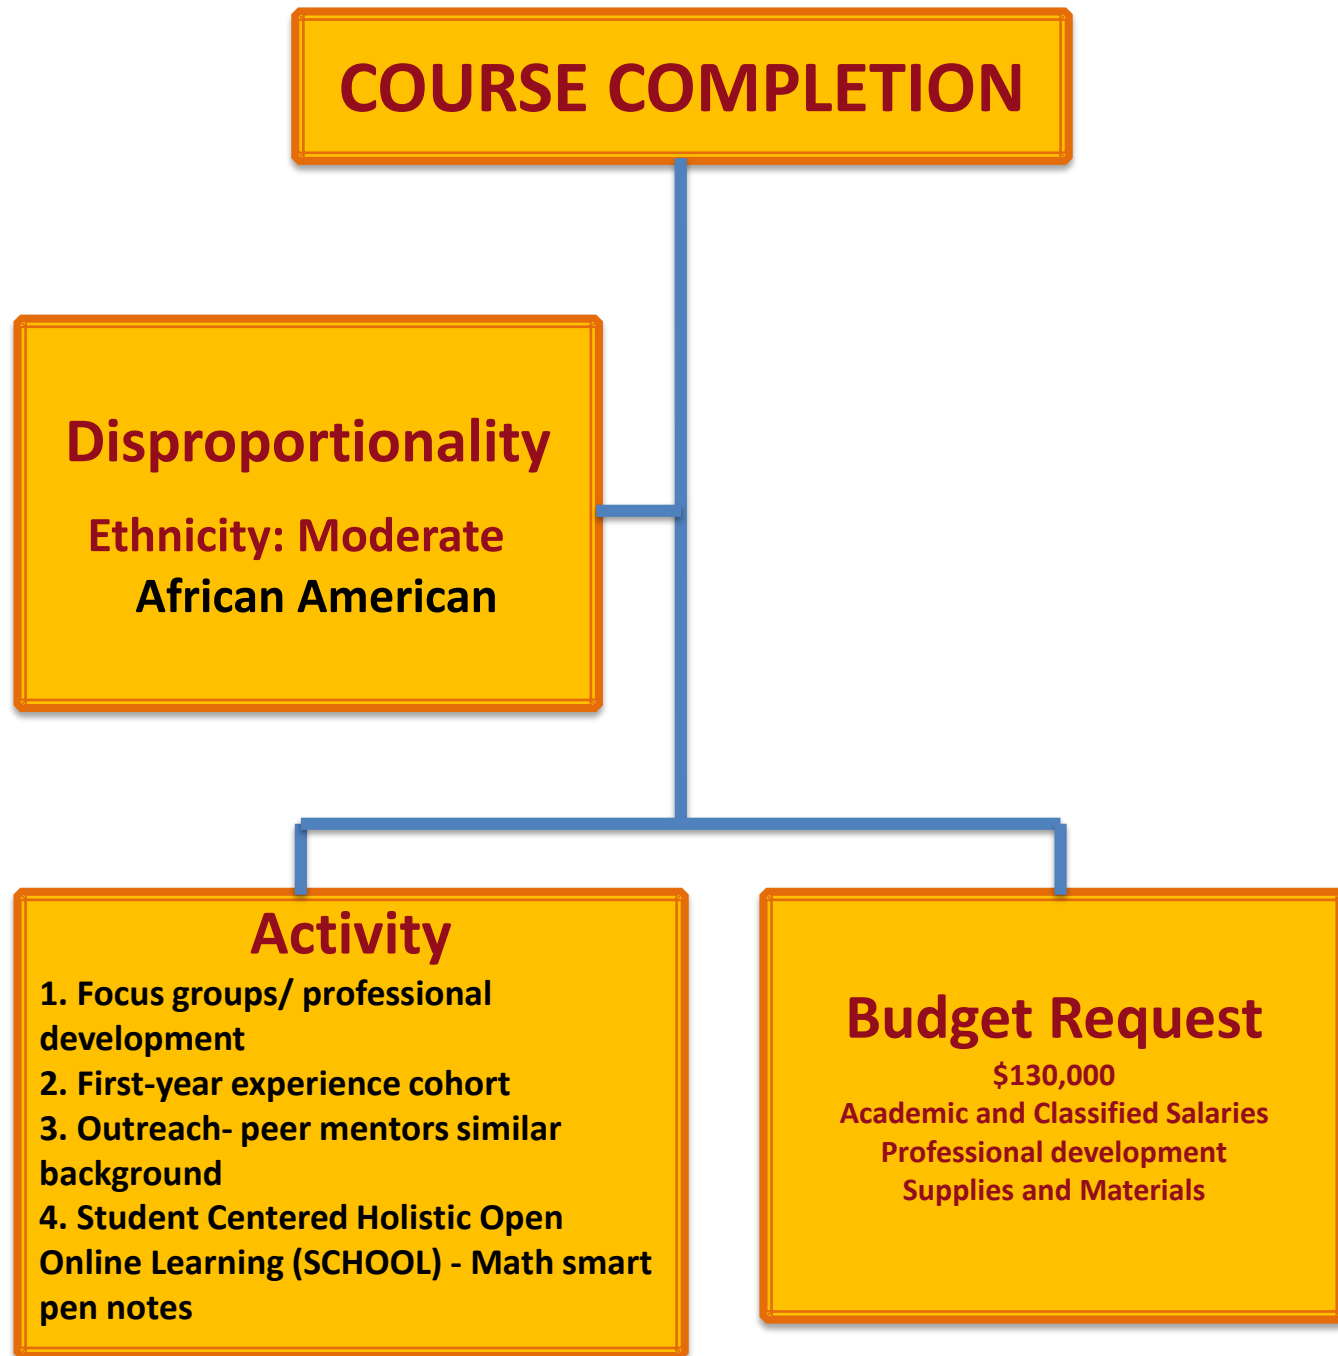 COURSE COMPLETION
Disproportionality
Ethnicity: Moderate
African American
Activity
1. Focus groups/ professional
development
2. First-year experience cohort
3. Outreach- peer mentors similar
background
4. Student Centered Holistic Open
Online Learning (SCHOOL) - Math smart
pen notes
Budget Request
$130,000
Academic and Classified Salaries
Professional development
Supplies and Materials